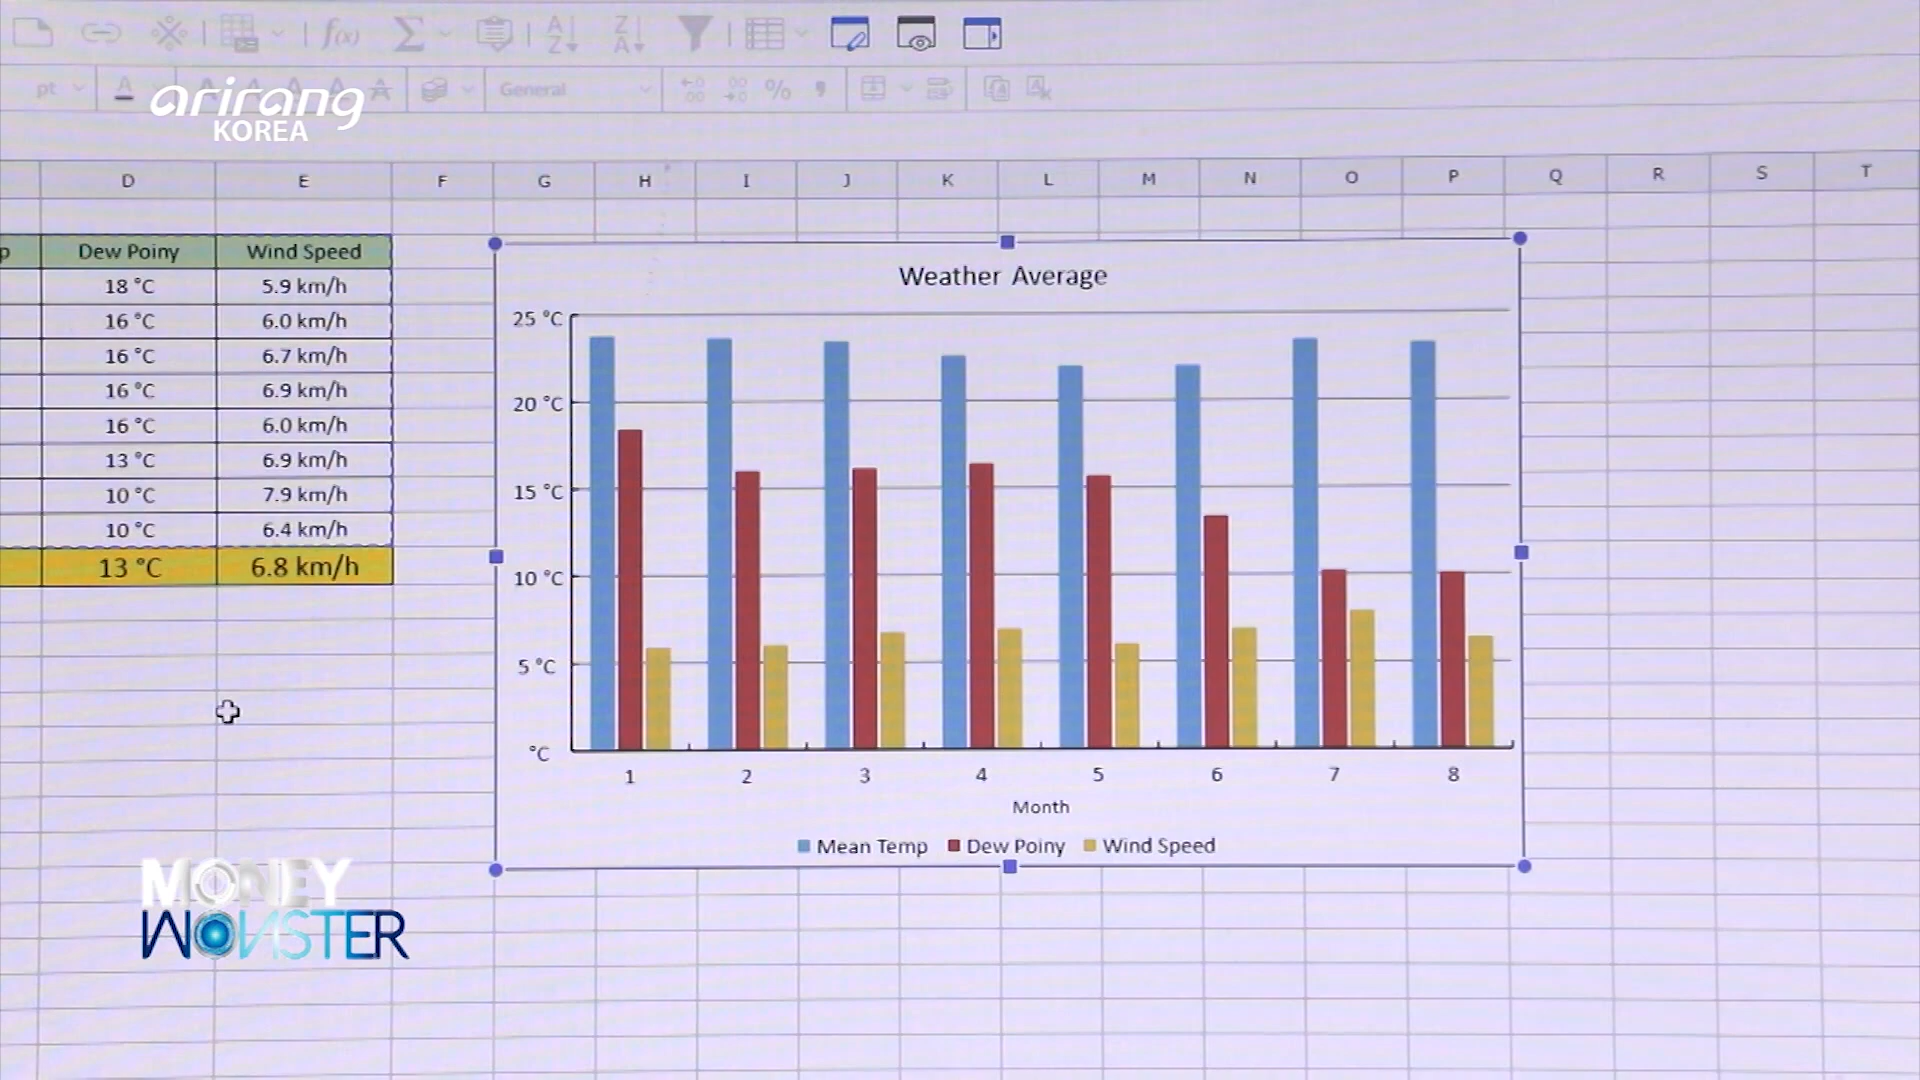 pt A General % ,
arirang
KOREA
D E F G H I J K L M N O P Q R S T
p Dew Poiny Wind Speed
18 °C 5.9 km/h
16 °C 6.0 km/h
16 °C 6.7 km/h
16 °C 6.9 km/h
16 °C 6.0 km/h
13 °C 6.9 km/h
10 °C 7.9 km/h
10 °C 6.4 km/h
13 °C 6.8 km/h
Weather Average
25 °C
20 °C
15 °C
10 °C
5 °C
°C
1 2 3 4 5 6 7 8
Month
Mean Temp Dew Poiny Wind Speed
MONEY
MONSTER